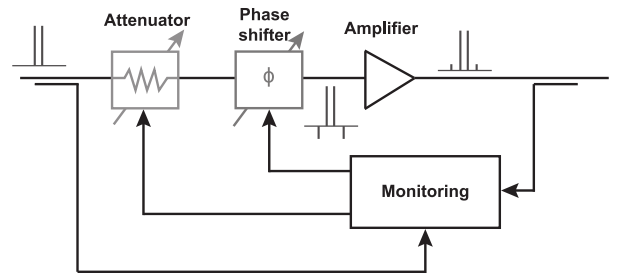 Attenuator
Phase
shifter
Amplifier
ϕ
Monitoring